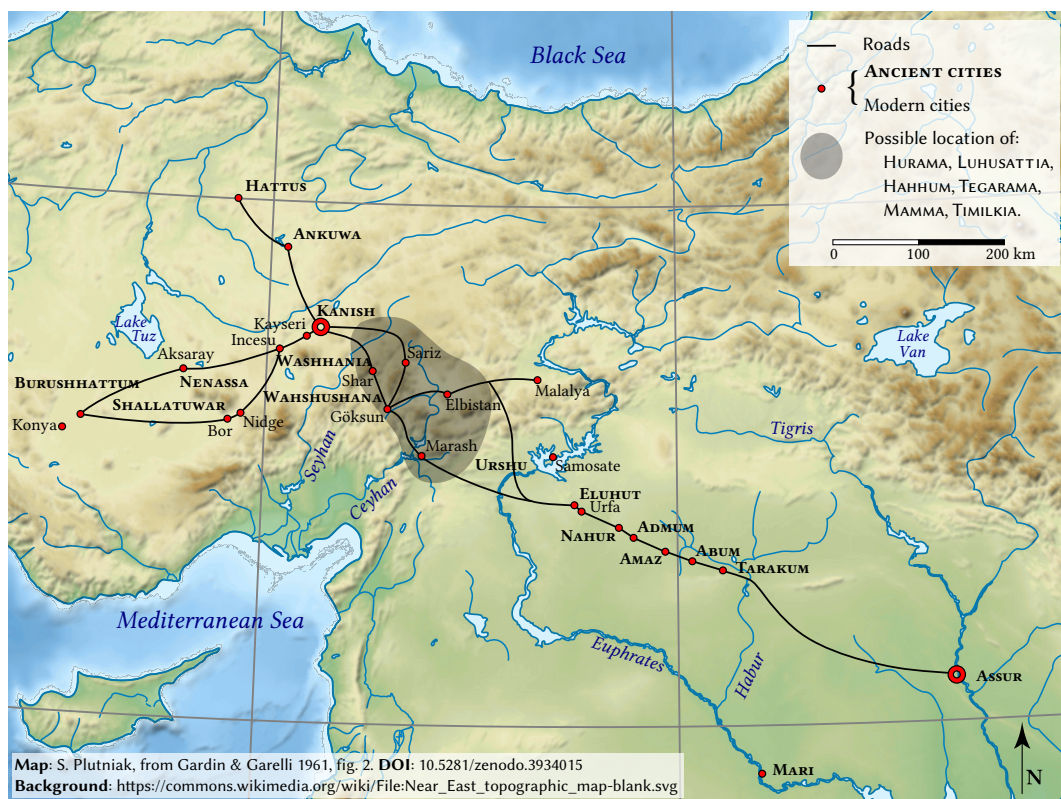 Black Sea
Roads
ANCIENT CITIES
Modern cities
Possible location of:
HURAMA, LUHUSATTIA,
HAHHUM, TEGARAMA,
MAMMA, TIMILKIA.
0 100 200 km
HATTUS
ANKUWA
KANISH
Kayseri
Incesu
Lake
Tuz
Aksaray
WASHHANIA
Sariz
Lake
Van
BURUSHHATTUM
NENASSA
Shar
WAHSHUSHANA
Malalya
SHALLATUWAR
Elbistan
Göksun
Konya
Bor
Nidge
Tigris
Seyhan
Marash
URSHU
Samosate
Ceyhan
ELUHUT
Urfa
NAHUR
ADMUM
AMAZ
ABUM
TARAKUM
Mediterranean Sea
Euphrates
Habur
ASSUR
MARI
N
Map: S. Plutniak, from Gardin & Garelli 1961, fig. 2. DOI: 10.5281/zenodo.3934015
Background: https://commons.wikimedia.org/wiki/File:Near_East_topographic_map-blank.svg